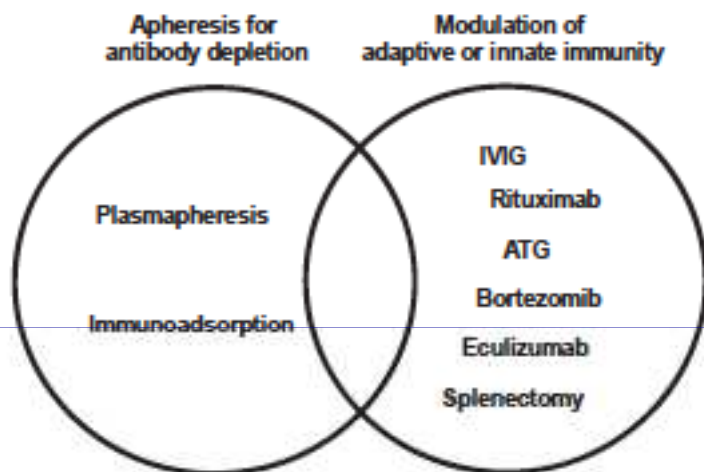 Apheresis for
antibody depletion
Modulation of
adaptive or innate immunity
Plasmapheresis
Immunoadsorption
IVIG
Rituximab
ATG
Bortezomib
Eculizumab
Splenectomy